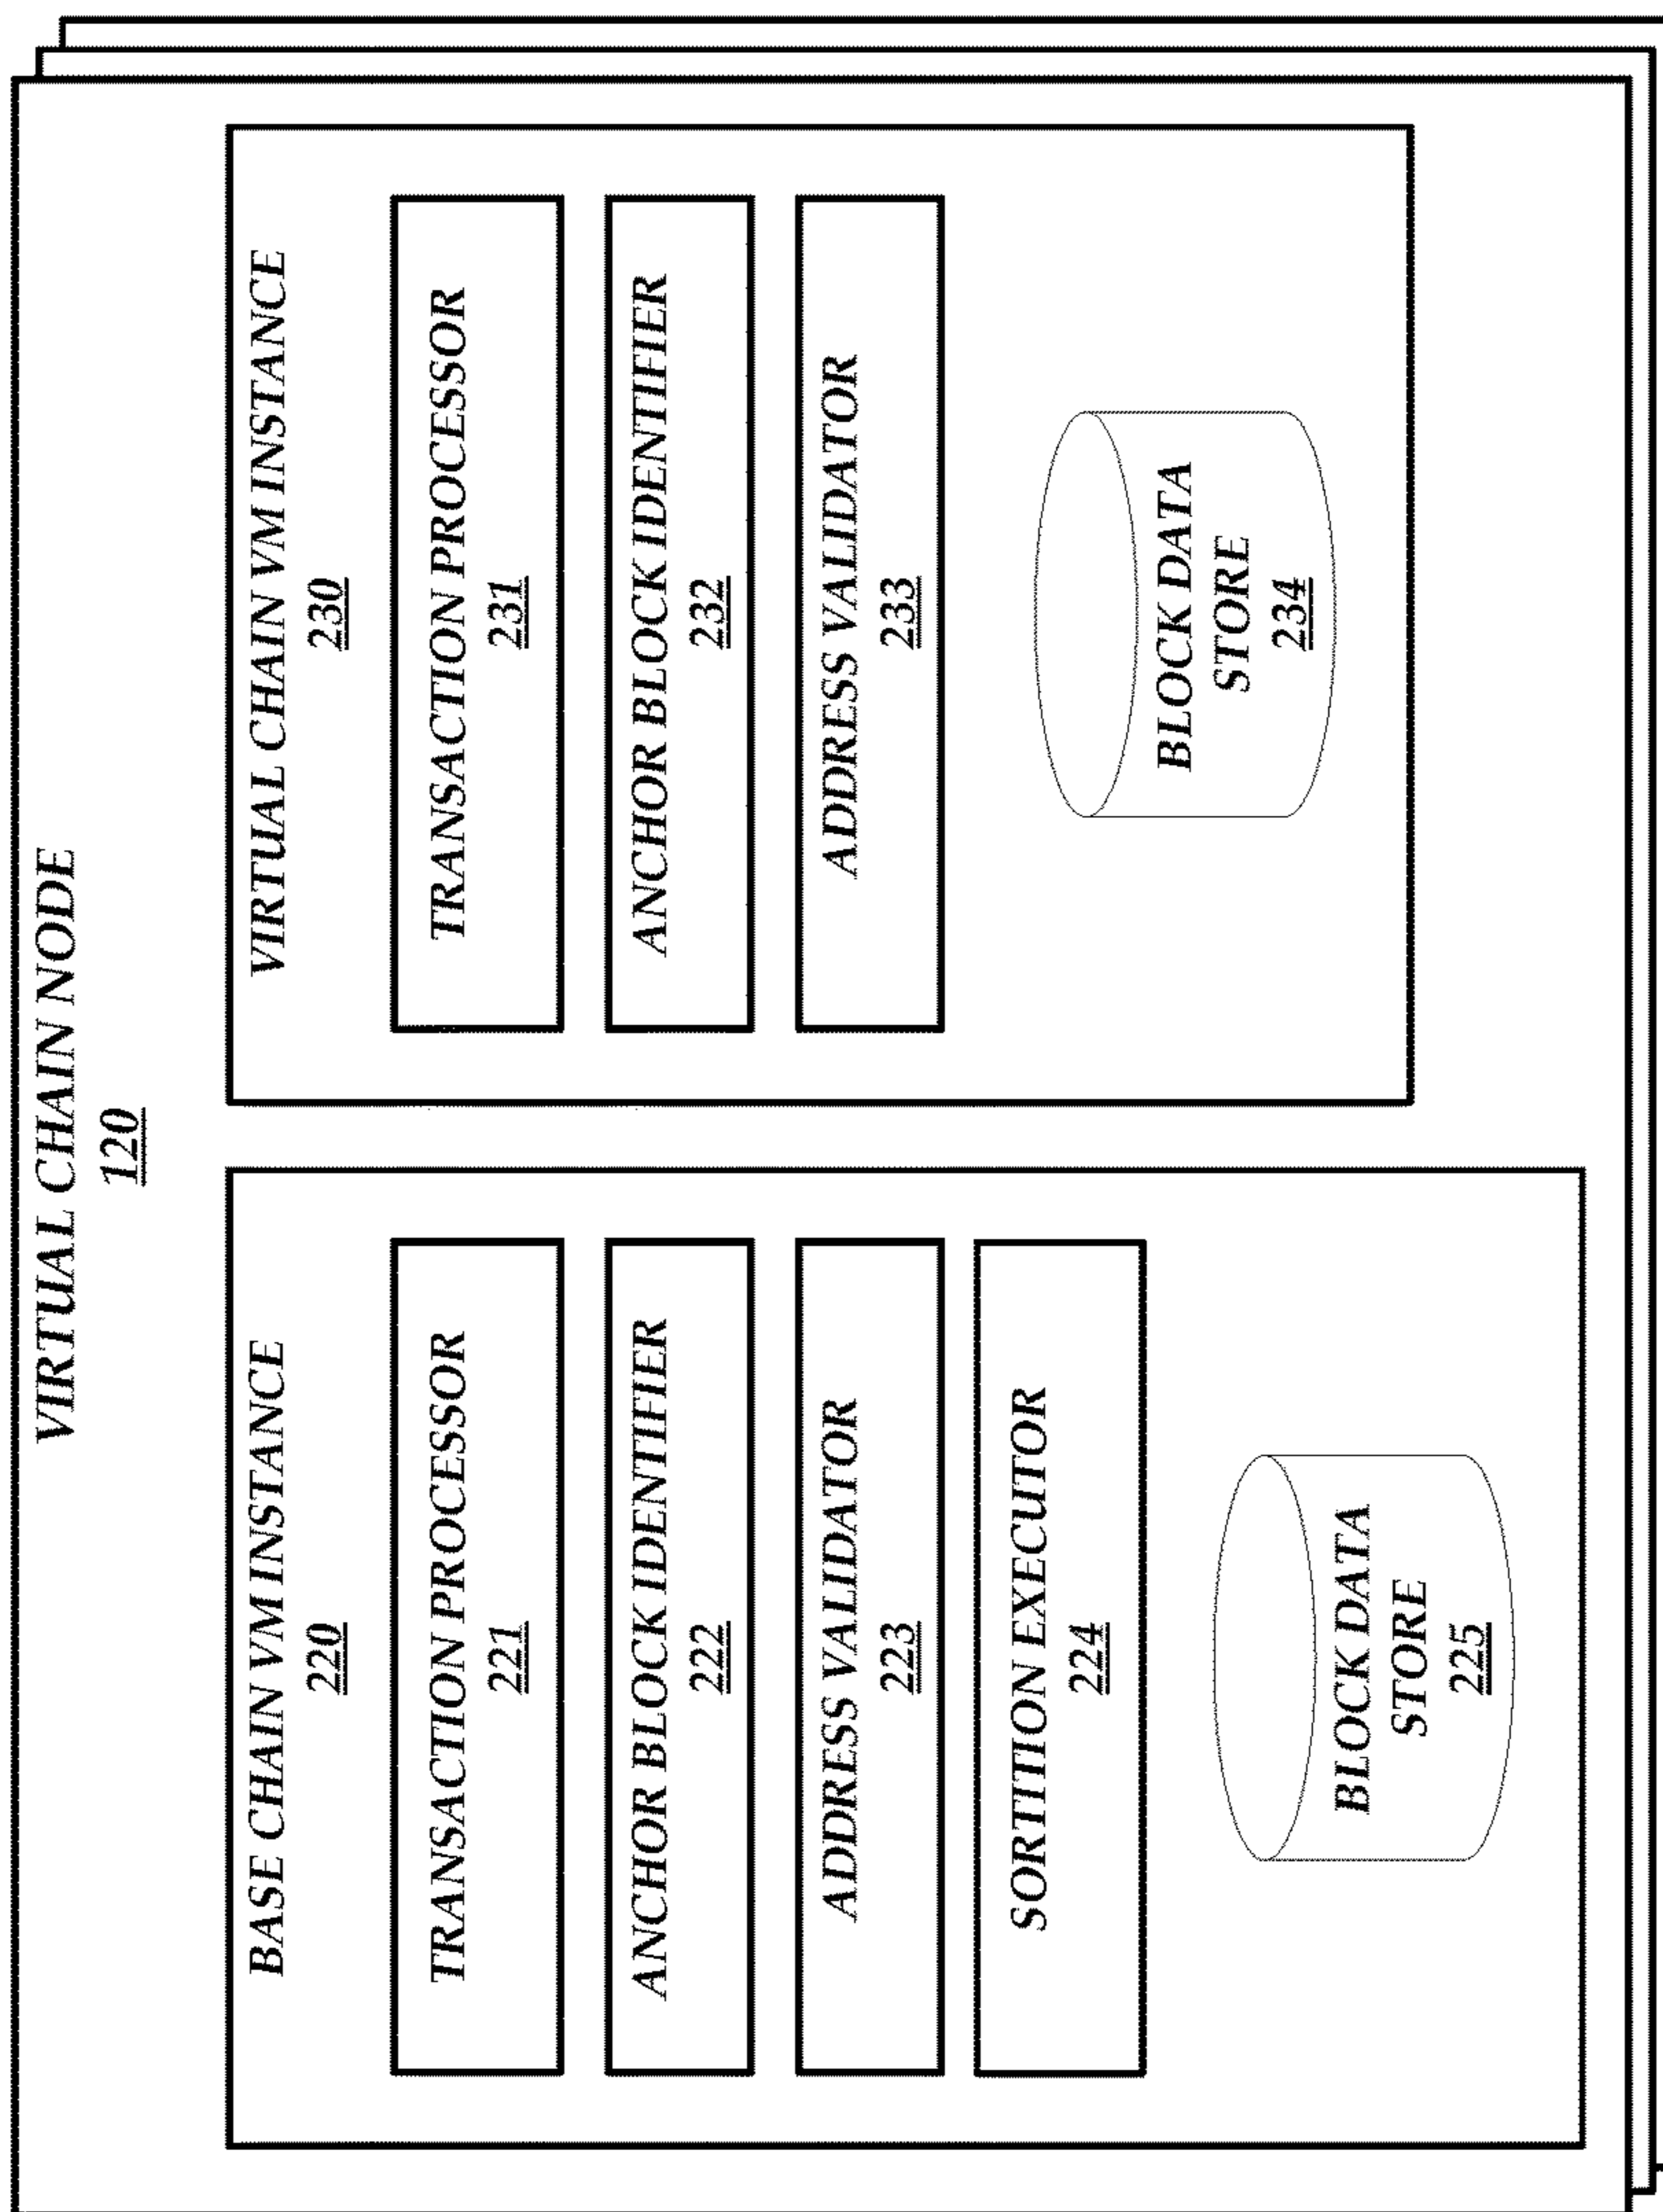 VIRTUAL CHAIN NODE
120
BASE CHAIN VM INSTANCE
220
TRANSACTION PROCESSOR
221
ANCHOR BLOCK IDENTIFIER
222
ADDRESS VALIDATOR
223
SORTITION EXECUTOR
224
BLOCK DATA
STORE
225
VIRTUAL CHAIN VM INSTANCE
230
TRANSACTION PROCESSOR
231
ANCHOR BLOCK IDENTIFIER
232
ADDRESS VALIDATOR
233
BLOCK DATA
STORE
234